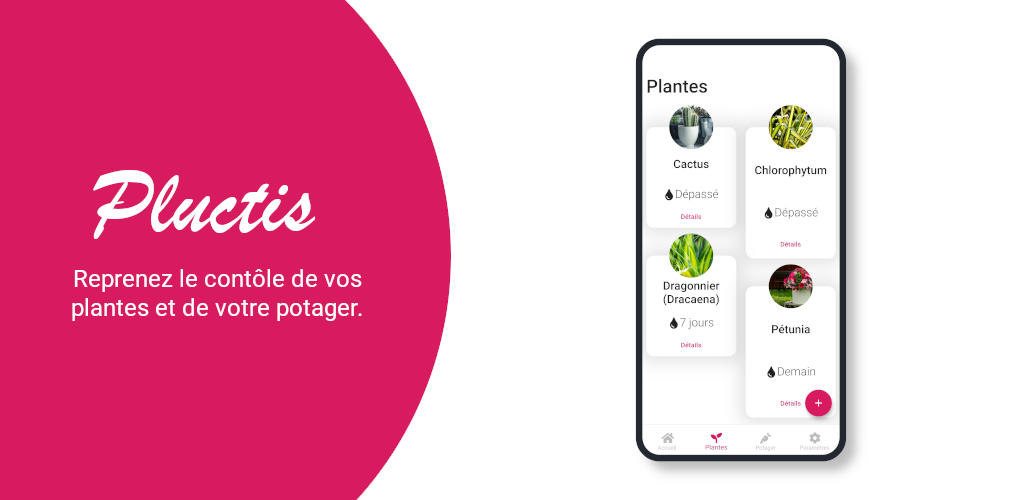 Pluctis
Reprenez le contôle de vos
plantes et de votre potager.
Plantes
Cactus
Dépassé
Détails
Chlorophytum
Dépassé
Détails
Dragonnier
(Dracaena)
7 jours
Détails
Pétunia
Demain
Détails
+
Accueil
Plantes
Potager
Paramètres